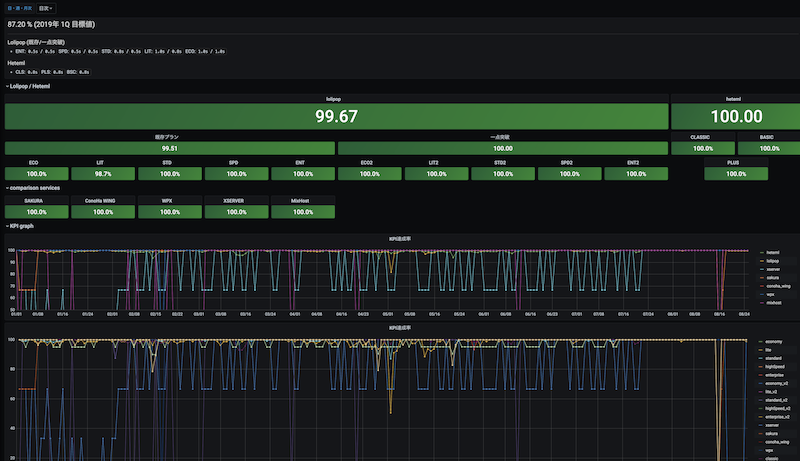 日・週・月次 目次
87.20 % (2019年 1Q 目標値)
Lolipop (既存/一点突破)
• ENT: 0.5s / 0.5s SPD: 0.5s / 0.5s STD: 0.8s / 0.5s LIT: 1.0s / 0.8s ECO: 1.0s / 1.0s
Heteml
• CLS: 0.8s PLS: 0.8s BSC: 0.8s
Lolipop / Heteml
lolipop heteml
99.67 100.00
既存プラン 一点突破 CLASSIC BASIC
99.51 100.00 100.0% 100.0%
ECO LIT STD SPD ENT ECO2 LIT2 STD2 SPD2 ENT2 PLUS
100.0% 98.7% 100.0% 100.0% 100.0% 100.0% 100.0% 100.0% 100.0% 100.0% 100.0%
comparison services
SAKURA ConoHa WING WPX XSERVER MixHost
100.0% 100.0% 100.0% 100.0% 100.0%
KPI graph
KPI達成率
100
90
80
70
60
50
01/01 01/08 01/16 01/24 02/01 02/08 02/15 02/22 03/01 03/08 03/16 03/24 04/01 04/08 04/16 04/23 05/01 05/08 05/16 05/24 06/01 06/08 06/16 06/23 07/01 07/08 07/16 07/24 08/01 08/08 08/16 08/24
heteml
lolipop
xserver
sakura
conoha_wing
wpx
mixhost
KPI達成率
100
80
60
40
20
economy
lite
standard
highSpeed
enterprise
economy_v2
lite_v2
standard_v2
highSpeed_v2
enterprise_v2
xserver
sakura
conoha_wing
wpx
classic